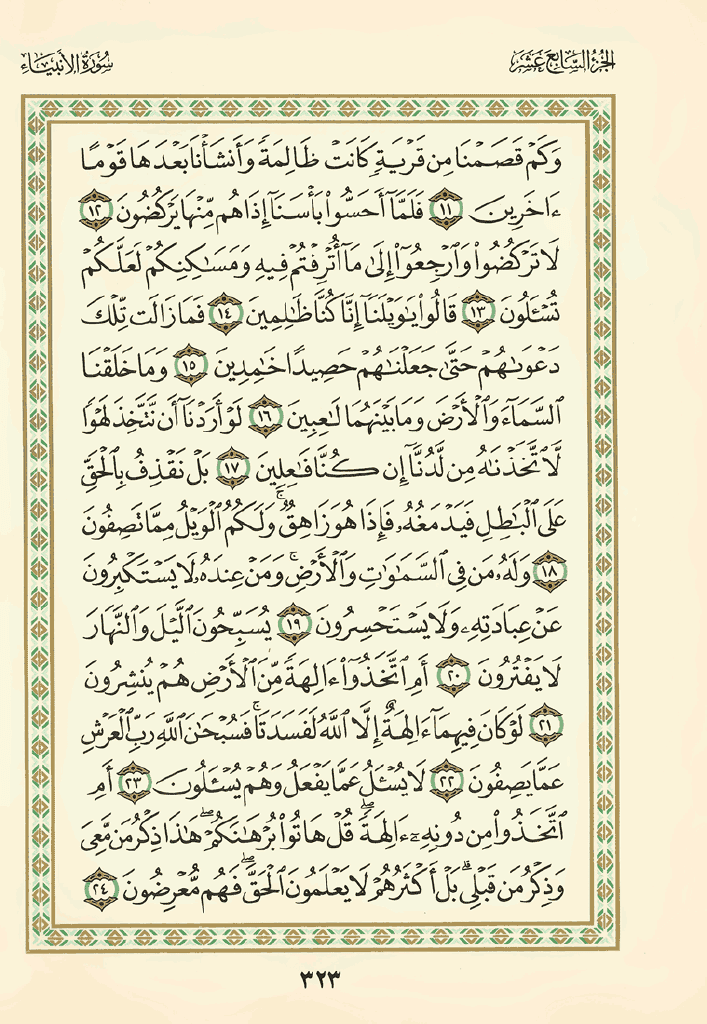 الجزء السابع عشر
سورة الأنبياء
وَكَمْ قَصَمْنَا مِن قَرْيَةٍ كَانَتْ ظَالِمَةً وَأَنشَأْنَا بَعْدَهَا قَوْمًا
ءَاخَرِينَ ١١ فَلَمَّآ أَحَسُّوا۟ بَأْسَنَآ إِذَا هُم مِّنْهَا يَرْكُضُونَ ١٢
لَا تَرْكُضُوا۟ وَٱرْجِعُوٓا۟ إِلَىٰ مَآ أُتْرِفْتُمْ فِيهِ وَمَسَـٰكِنِكُمْ لَعَلَّكُمْ
تُسْـَٔلُونَ ١٣ قَالُوا۟ يَـٰوَيْلَنَآ إِنَّا كُنَّا ظَـٰلِمِينَ ١٤ فَمَا زَالَت تِّلْكَ
دَعْوَىٰهُمْ حَتَّىٰ جَعَلْنَـٰهُمْ حَصِيدًا خَـٰمِدِينَ ١٥ وَمَا خَلَقْنَا
ٱلسَّمَآءَ وَٱلْأَرْضَ وَمَا بَيْنَهُمَا لَـٰعِبِينَ ١٦ لَوْ أَرَدْنَآ أَن نَّتَّخِذَ لَهْوًا
لَّٱتَّخَذْنَـٰهُ مِن لَّدُنَّآ إِن كُنَّا فَـٰعِلِينَ ١٧ بَلْ نَقْذِفُ بِٱلْحَقِّ
عَلَى ٱلْبَـٰطِلِ فَيَدْمَغُهُۥ فَإِذَا هُوَ زَاهِقٌ ۚ وَلَكُمُ ٱلْوَيْلُ مِمَّا تَصِفُونَ
١٨ وَلَهُۥ مَن فِى ٱلسَّمَـٰوَٰتِ وَٱلْأَرْضِ ۚ وَمَنْ عِندَهُۥ لَا يَسْتَكْبِرُونَ
عَنْ عِبَادَتِهِۦ وَلَا يَسْتَحْسِرُونَ ١٩ يُسَبِّحُونَ ٱلَّيْلَ وَٱلنَّهَارَ
لَا يَفْتُرُونَ ٢٠ أَمِ ٱتَّخَذُوٓا۟ ءَالِهَةً مِّنَ ٱلْأَرْضِ هُمْ يُنشِرُونَ
٢١ لَوْ كَانَ فِيهِمَآ ءَالِهَةٌ إِلَّا ٱللَّهُ لَفَسَدَتَا ۚ فَسُبْحَـٰنَ ٱللَّهِ رَبِّ ٱلْعَرْشِ
عَمَّا يَصِفُونَ ٢٢ لَا يُسْـَٔلُ عَمَّا يَفْعَلُ وَهُمْ يُسْـَٔلُونَ ٢٣ أَمِ
ٱتَّخَذُوا۟ مِن دُونِهِۦٓ ءَالِهَةً ۖ قُلْ هَاتُوا۟ بُرْهَـٰنَكُمْ ۖ هَـٰذَا ذِكْرُ مَن مَّعِىَ
وَذِكْرُ مَن قَبْلِى ۗ بَلْ أَكْثَرُهُمْ لَا يَعْلَمُونَ ٱلْحَقَّ ۖ فَهُم مُّعْرِضُونَ ٢٤
٣٢٣